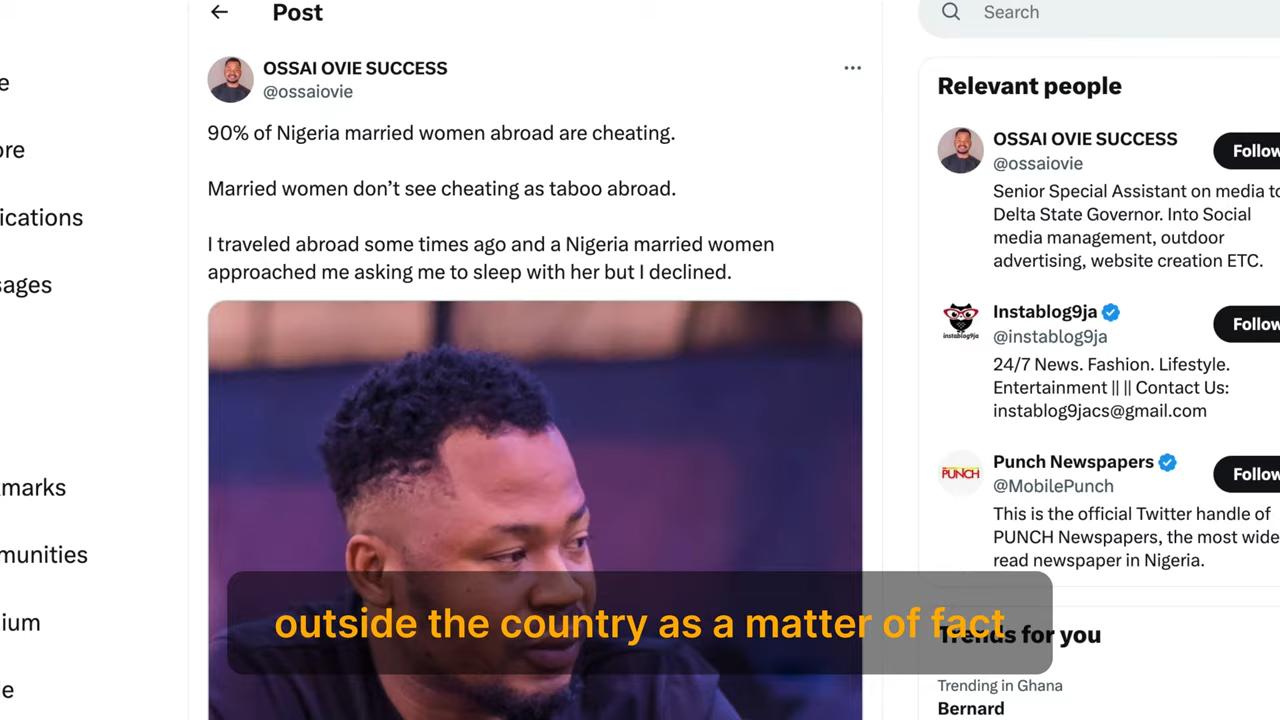 Post
Search
OSSAI OVIE SUCCESS
@ossaiovie
90% of Nigeria married women abroad are cheating.
Married women don’t see cheating as taboo abroad.
I traveled abroad some times ago and a Nigeria married women
approached me asking me to sleep with her but I declined.
outside the country as a matter of fact
e
ore
ications
sages
kmarks
munities
ium
e
Relevant people
OSSAI OVIE SUCCESS
@ossaiovie
Follow
Senior Special Assistant on media to
Delta State Governor. Into Social
media management, outdoor
advertising, website creation ETC.
Instablog9ja
@instablog9ja
Follow
instablog9ja
24/7 News. Fashion. Lifestyle.
Entertainment || || Contact Us:
instablog9jacs@gmail.com
Punch Newspapers
@MobilePunch
Follow
PUNCH
This is the official Twitter handle of
PUNCH Newspapers, the most wide
read newspaper in Nigeria.
Trends for you
Trending in Ghana
Bernard